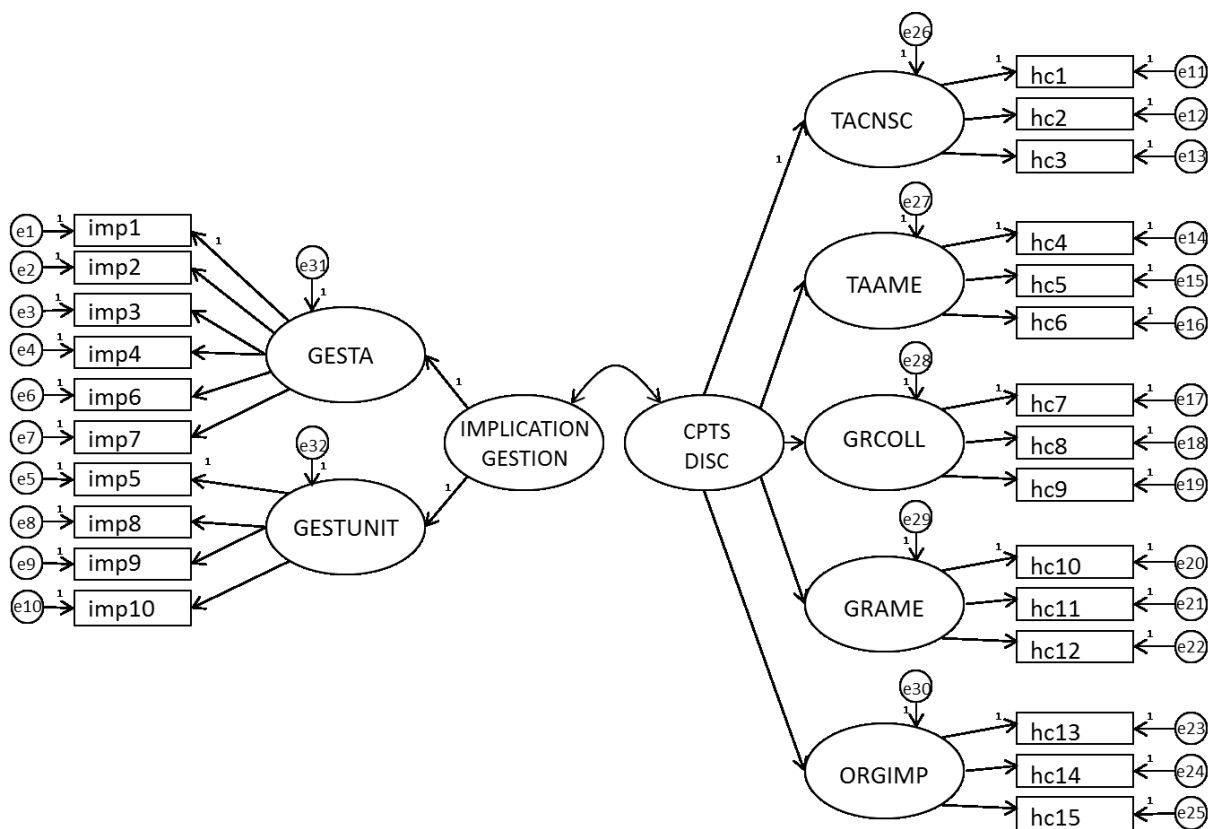 e1 1 imp1
e2 1 imp2
e3 1 imp3
e4 1 imp4
e6 1 imp6
e7 1 imp7
e5 1 imp5
e8 1 imp8
e9 1 imp9
e10 1 imp10
1
1
e31
1
GESTA
e32
1
GESTUNIT
1
1
IMPLICATION
GESTION
CPTS
DISC
1
e26
1
TACNSC
1 hc1 1 e11
hc2 1 e12
hc3 1 e13
e27
1
TAAME
1 hc4 1 e14
hc5 1 e15
hc6 1 e16
e28
1
GRCOLL
1 hc7 1 e17
hc8 1 e18
hc9 1 e19
e29
1
GRAME
1 hc10 1 e20
hc11 1 e21
hc12 1 e22
e30
1
ORGIMP
1 hc13 1 e23
hc14 1 e24
hc15 1 e25